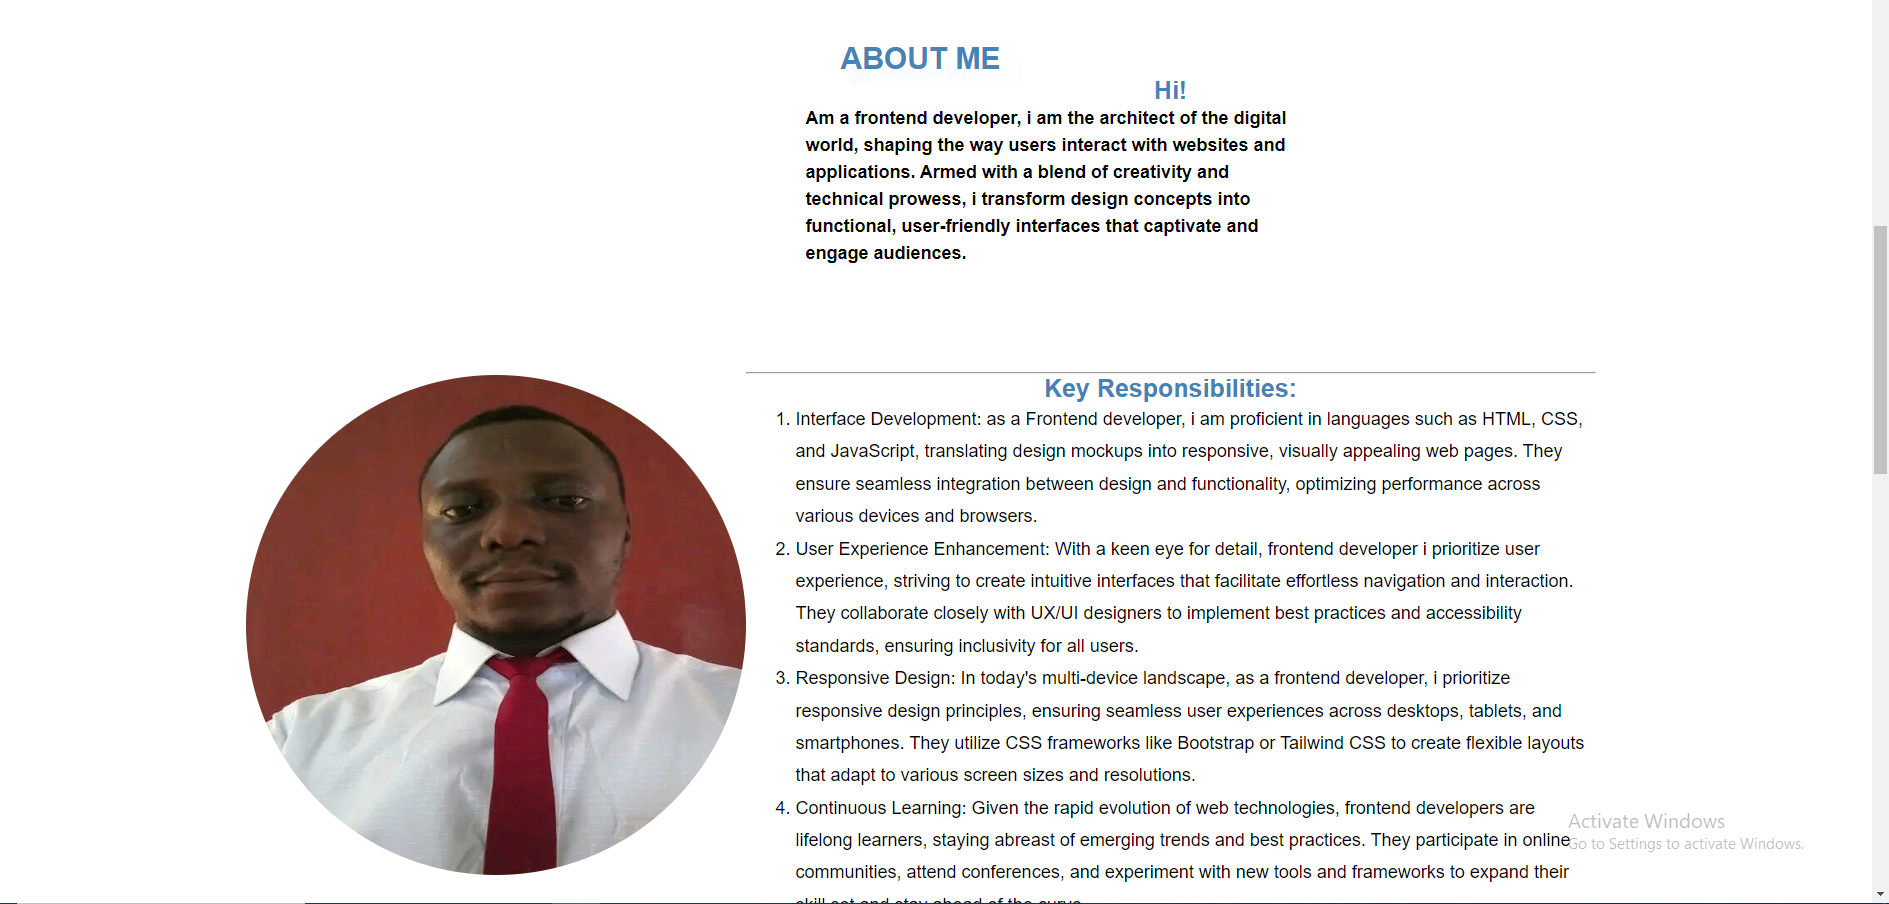 ABOUT ME
Hi!
Am a frontend developer, i am the architect of the digital
world, shaping the way users interact with websites and
applications. Armed with a blend of creativity and
technical prowess, i transform design concepts into
functional, user-friendly interfaces that captivate and
engage audiences.
Key Responsibilities:
1. Interface Development: as a Frontend developer, i am proficient in languages such as HTML, CSS,
and JavaScript, translating design mockups into responsive, visually appealing web pages. They
ensure seamless integration between design and functionality, optimizing performance across
various devices and browsers.
2. User Experience Enhancement: With a keen eye for detail, frontend developer i prioritize user
experience, striving to create intuitive interfaces that facilitate effortless navigation and interaction.
They collaborate closely with UX/UI designers to implement best practices and accessibility
standards, ensuring inclusivity for all users.
3. Responsive Design: In today's multi-device landscape, as a frontend developer, i prioritize
responsive design principles, ensuring seamless user experiences across desktops, tablets, and
smartphones. They utilize CSS frameworks like Bootstrap or Tailwind CSS to create flexible layouts
that adapt to various screen sizes and resolutions.
4. Continuous Learning: Given the rapid evolution of web technologies, frontend developers are
lifelong learners, staying abreast of emerging trends and best practices. They participate in online
communities, attend conferences, and experiment with new tools and frameworks to expand their
skill set and stay ahead of the curve.
Activate Windows
Go to Settings to activate Windows.